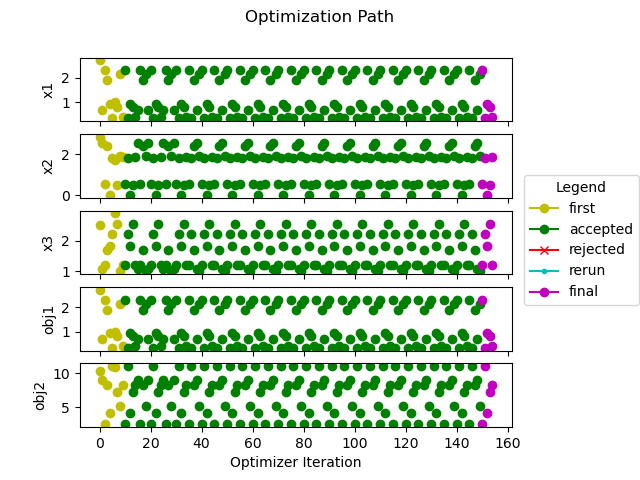 Optimization Path
x1
2
1
x2
2
0
x3
2
1
obj1
2
1
obj2
10
5
0 20 40 60 80 100 120 140 160
Optimizer Iteration
Legend
first
accepted
rejected
rerun
final